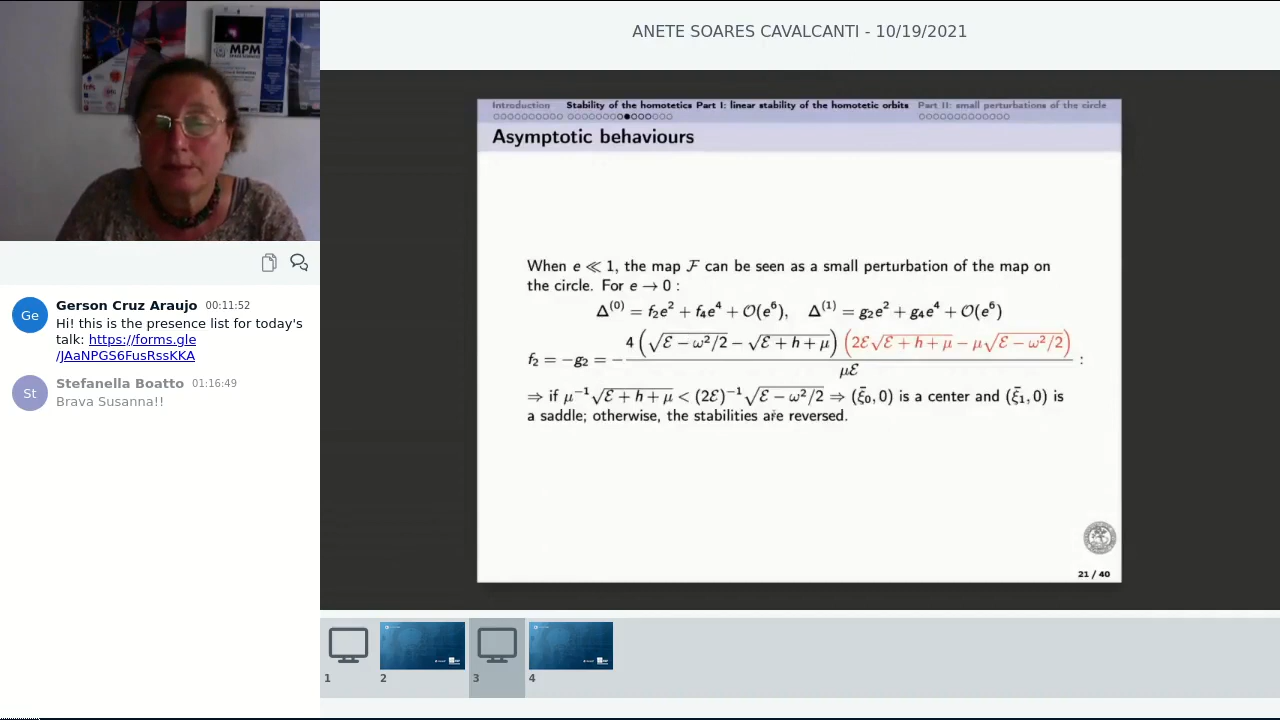 ANETE SOARES CAVALCANTI - 10/19/2021
MPM
Gerson Cruz Araujo 00:11:52
Hi! this is the presence list for today's
talk: https://forms.gle
/JAaNPGS6FusRssKKA
Stefanella Boatto 01:16:49
Brava Susanna!!
Ge
St
Introduction Stability of the homotetics Part I: linear stability of the homotetic orbits Part II: small perturbations of the circle
Asymptotic behaviours
When e ≪ 1, the map ℱ can be seen as a small perturbation of the map on
the circle. For e → 0 :
Δ⁽⁰⁾ = f₂e² + f₄e⁴ + 𝒪(e⁶), Δ⁽¹⁾ = g₂e² + g₄e⁴ + 𝒪(e⁶)
f₂ = −g₂ = − 4 (√(ℰ − ω²/2) − √(ℰ + h + μ)) (2ℰ√(ℰ + h + μ) − μ√(ℰ − ω²/2)) / μℰ :
⇒ if μ⁻¹√(ℰ + h + μ) < (2ℰ)⁻¹√(ℰ − ω²/2) ⇒ (ξ̄₀, 0) is a center and (ξ̄₁, 0) is
a saddle; otherwise, the stabilities are reversed.
21 / 40
1
2
3
4